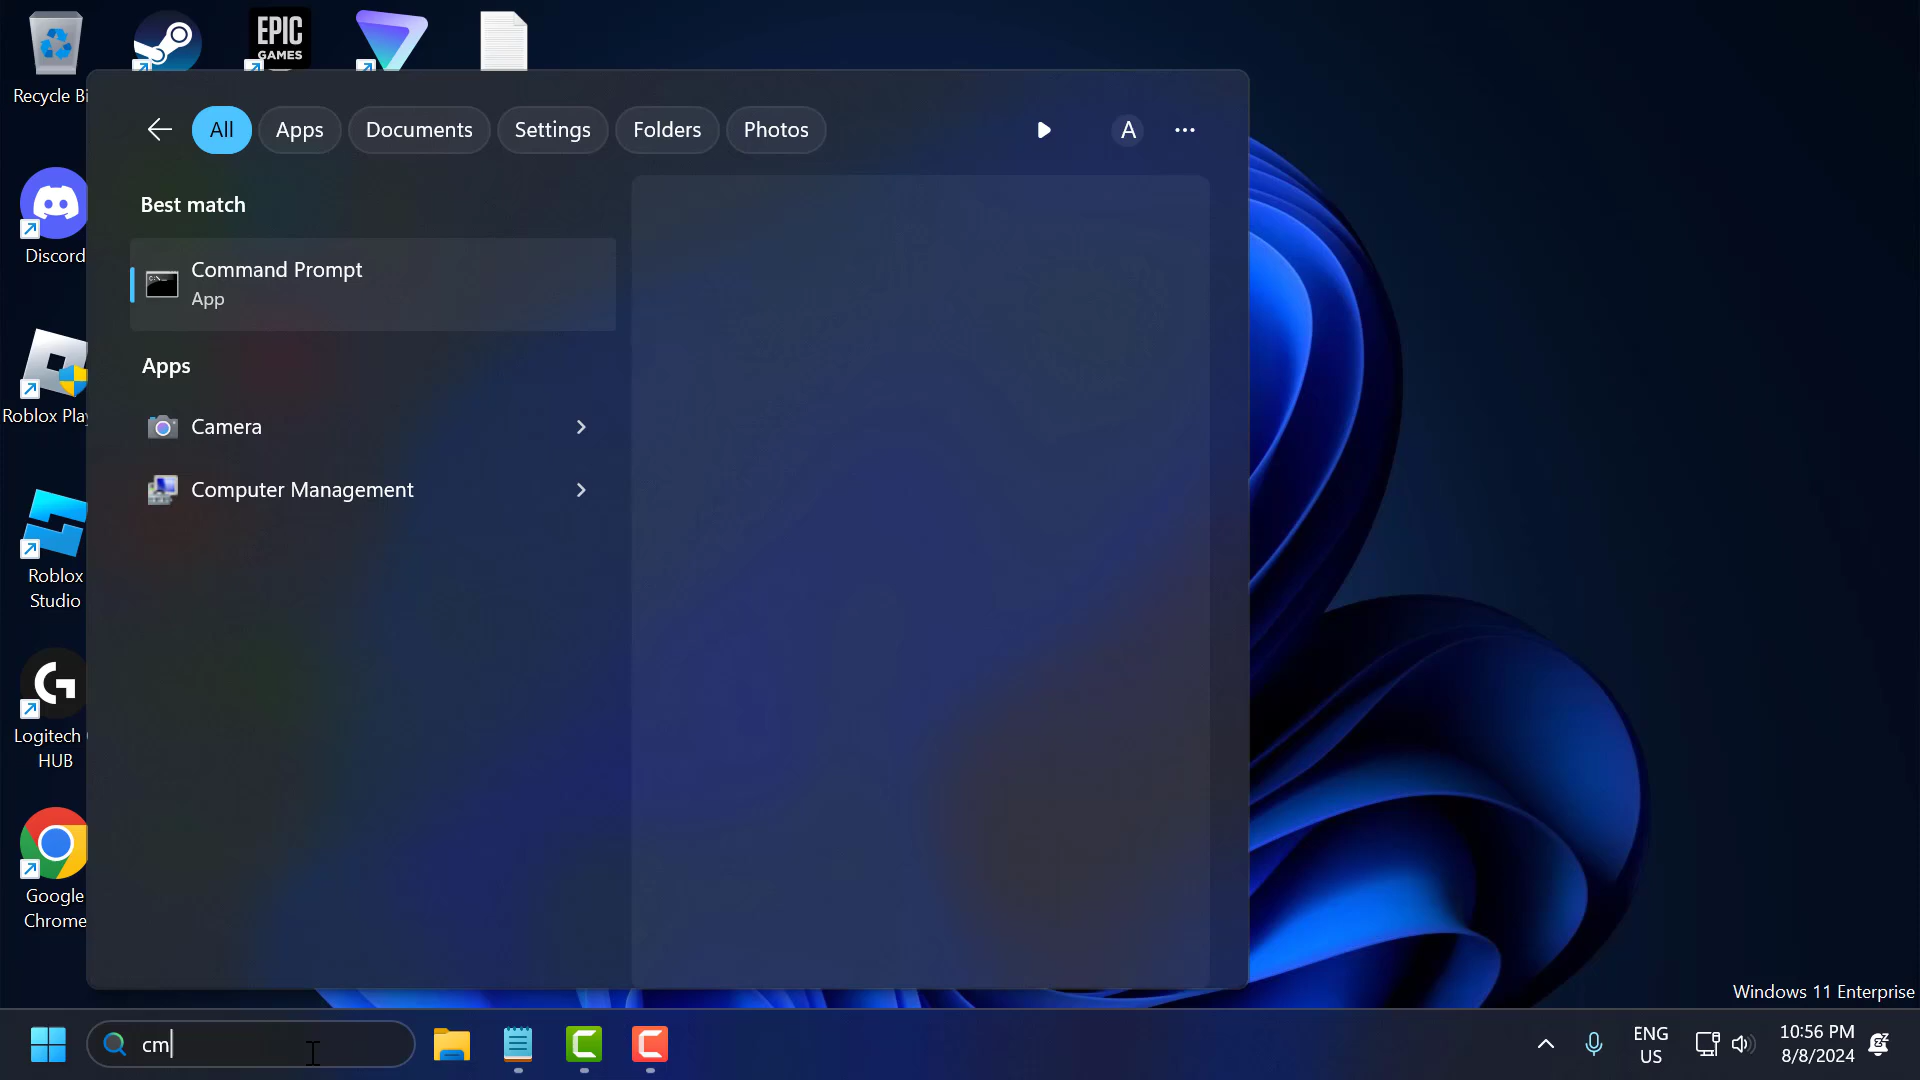 EPIC
GAMES
Recycle Bi
All
Apps
Documents
Settings
Folders
Photos
A
Best match
Command Prompt
App
Discord
Apps
Camera
Roblox Play
Computer Management
Roblox
Studio
Logitech
HUB
Google
Chrome
Windows 11 Enterprise
cm
ENG
US
10:56 PM
8/8/2024